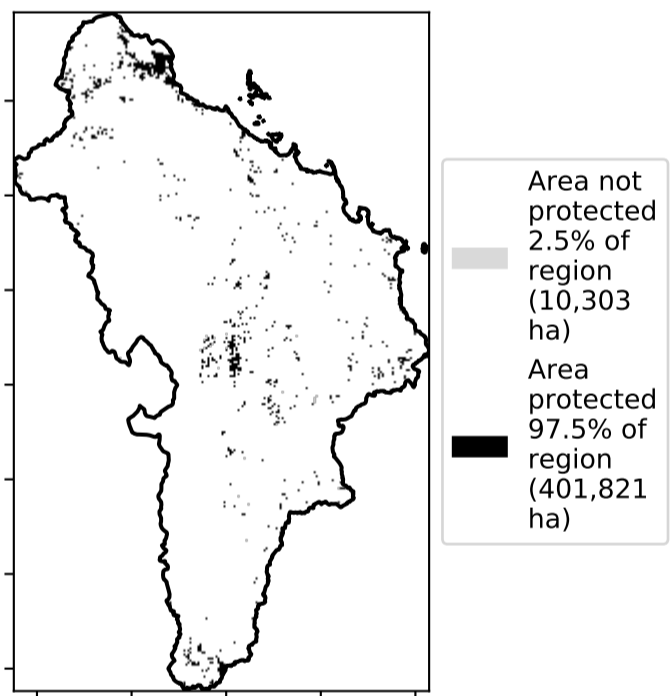 Area not
protected
2.5% of
region
(10,303
ha)
Area
protected
97.5% of
region
(401,821
ha)